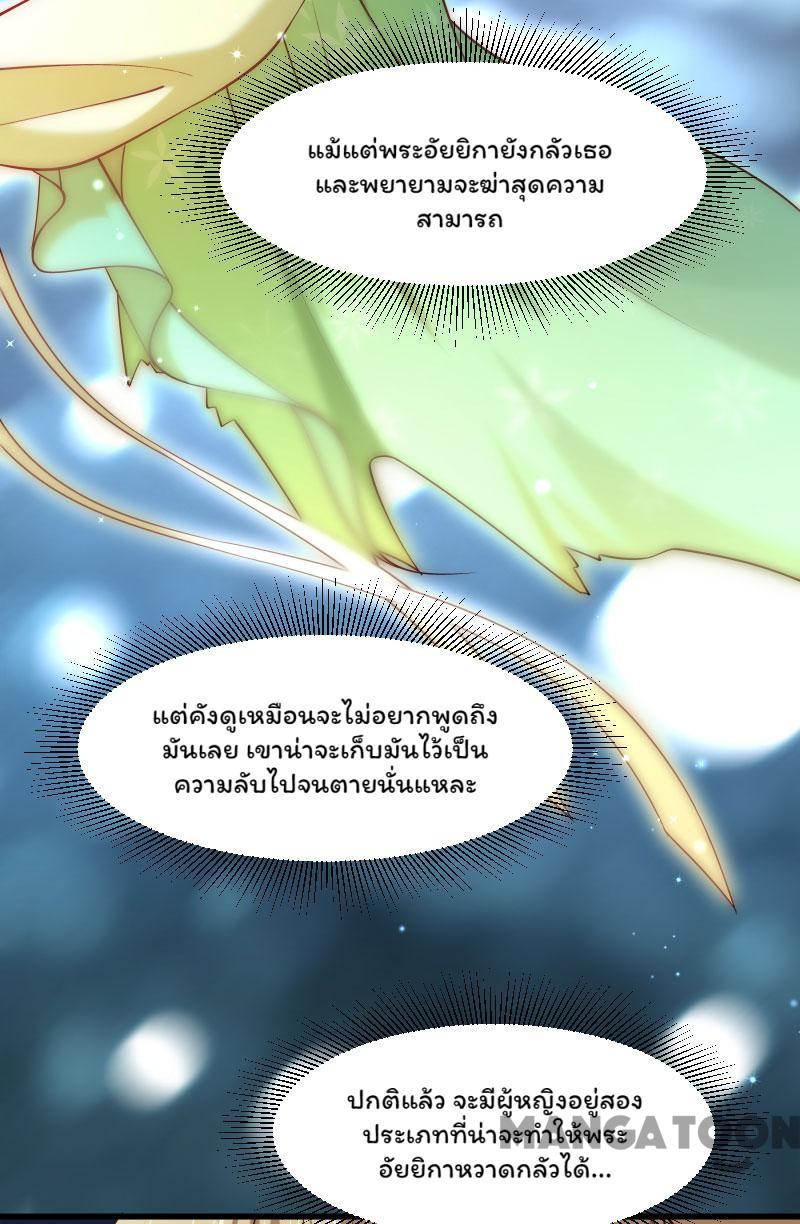 แม้แต่พระอัยยิกายังกลัวเธอ
และพยายามจะฆ่าสุดความ
สามารถ
แต่คังดูเหมือนจะไม่อยากพูดถึง
มันเลย เขาน่าจะเก็บมันไว้เป็น
ความลับไปจนตายนั่นแหละ
ปกติแล้ว จะมีผู้หญิงอยู่สอง
ประเภทที่น่าจะทำให้พระ
อัยยิกาหวาดกลัวได้...
MANGA TOON